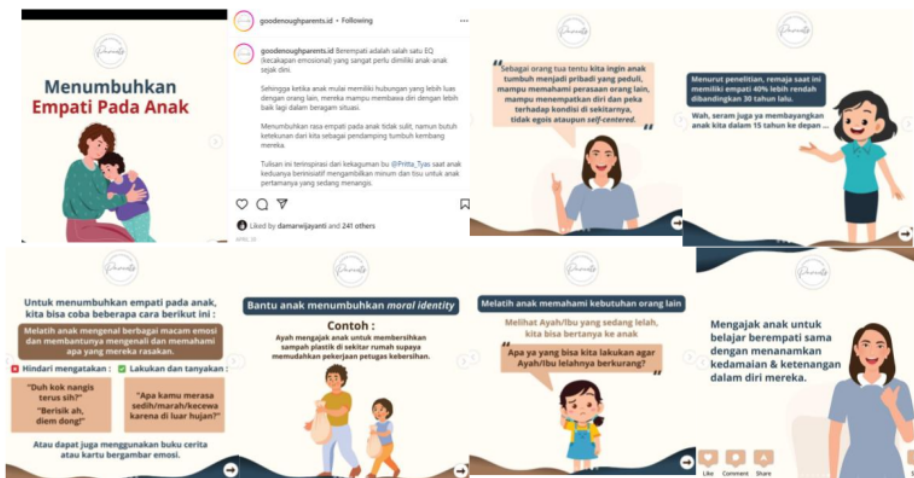 Parents
Menumbuhkan
Empati Pada Anak
goodenoughparents.id • Following
goodenoughparents.id Berempati adalah salah satu EQ
(kecakapan emosional) yang sangat perlu dimiliki anak-anak
sejak dini.
Sehingga ketika anak mulai memiliki hubungan yang lebih luas
dengan orang lain, mereka mampu membawa diri dengan lebih
baik lagi dalam beragam situasi.
Menumbuhkan rasa empati pada anak tidak sulit, namun butuh
ketekunan dari kita sebagai pendamping tumbuh kembang
mereka.
Tulisan ini terinspirasi dari kekaguman bu @Pritta_Tyas saat anak
keduanya berinisiatif mengambilkan minum dan tisu untuk anak
pertamanya yang sedang menangis.
Liked by damarwijayanti and 241 others
Parents
"Sebagai orang tua tentu kita ingin anak
tumbuh menjadi pribadi yang peduli,
mampu memahami perasaan orang lain,
mampu menempatkan diri dan peka
terhadap kondisi di sekitarnya,
tidak egois ataupun self-centered.
"
Parents
Menurut penelitian, remaja saat ini
memiliki empati 40% lebih rendah
dibandingkan 30 tahun lalu.
Wah, seram juga ya membayangkan
anak kita dalam 15 tahun ke depan ...
Parents
Untuk menumbuhkan empati pada anak,
kita bisa coba beberapa cara berikut ini :
Melatih anak mengenal berbagai macam emosi
dan membantunya mengenali dan memahami
apa yang mereka rasakan.
Hindari mengatakan :
"Duh kok nangis
terus sih?"
"Berisik ah,
diem dong!"
Lakukan dan tanyakan :
"Apa kamu merasa
sedih/marah/kecewa
karena di luar hujan?"
Atau dapat juga menggunakan buku cerita
atau kartu bergambar emosi.
Parents
Bantu anak menumbuhkan moral identity
Contoh :
Ayah mengajak anak untuk membersihkan
sampah plastik di sekitar rumah supaya
memudahkan pekerjaan petugas kebersihan.
Parents
Melatih anak memahami kebutuhan orang lain
Melihat Ayah/Ibu yang sedang lelah,
kita bisa bertanya ke anak
"Apa ya yang bisa kita lakukan agar
Ayah/Ibu lelahnya berkurang?
"
Parents
Mengajak anak untuk
belajar berempati sama
dengan menanamkan
kedamaian & ketenangan
dalam diri mereka.
Like Comment Share